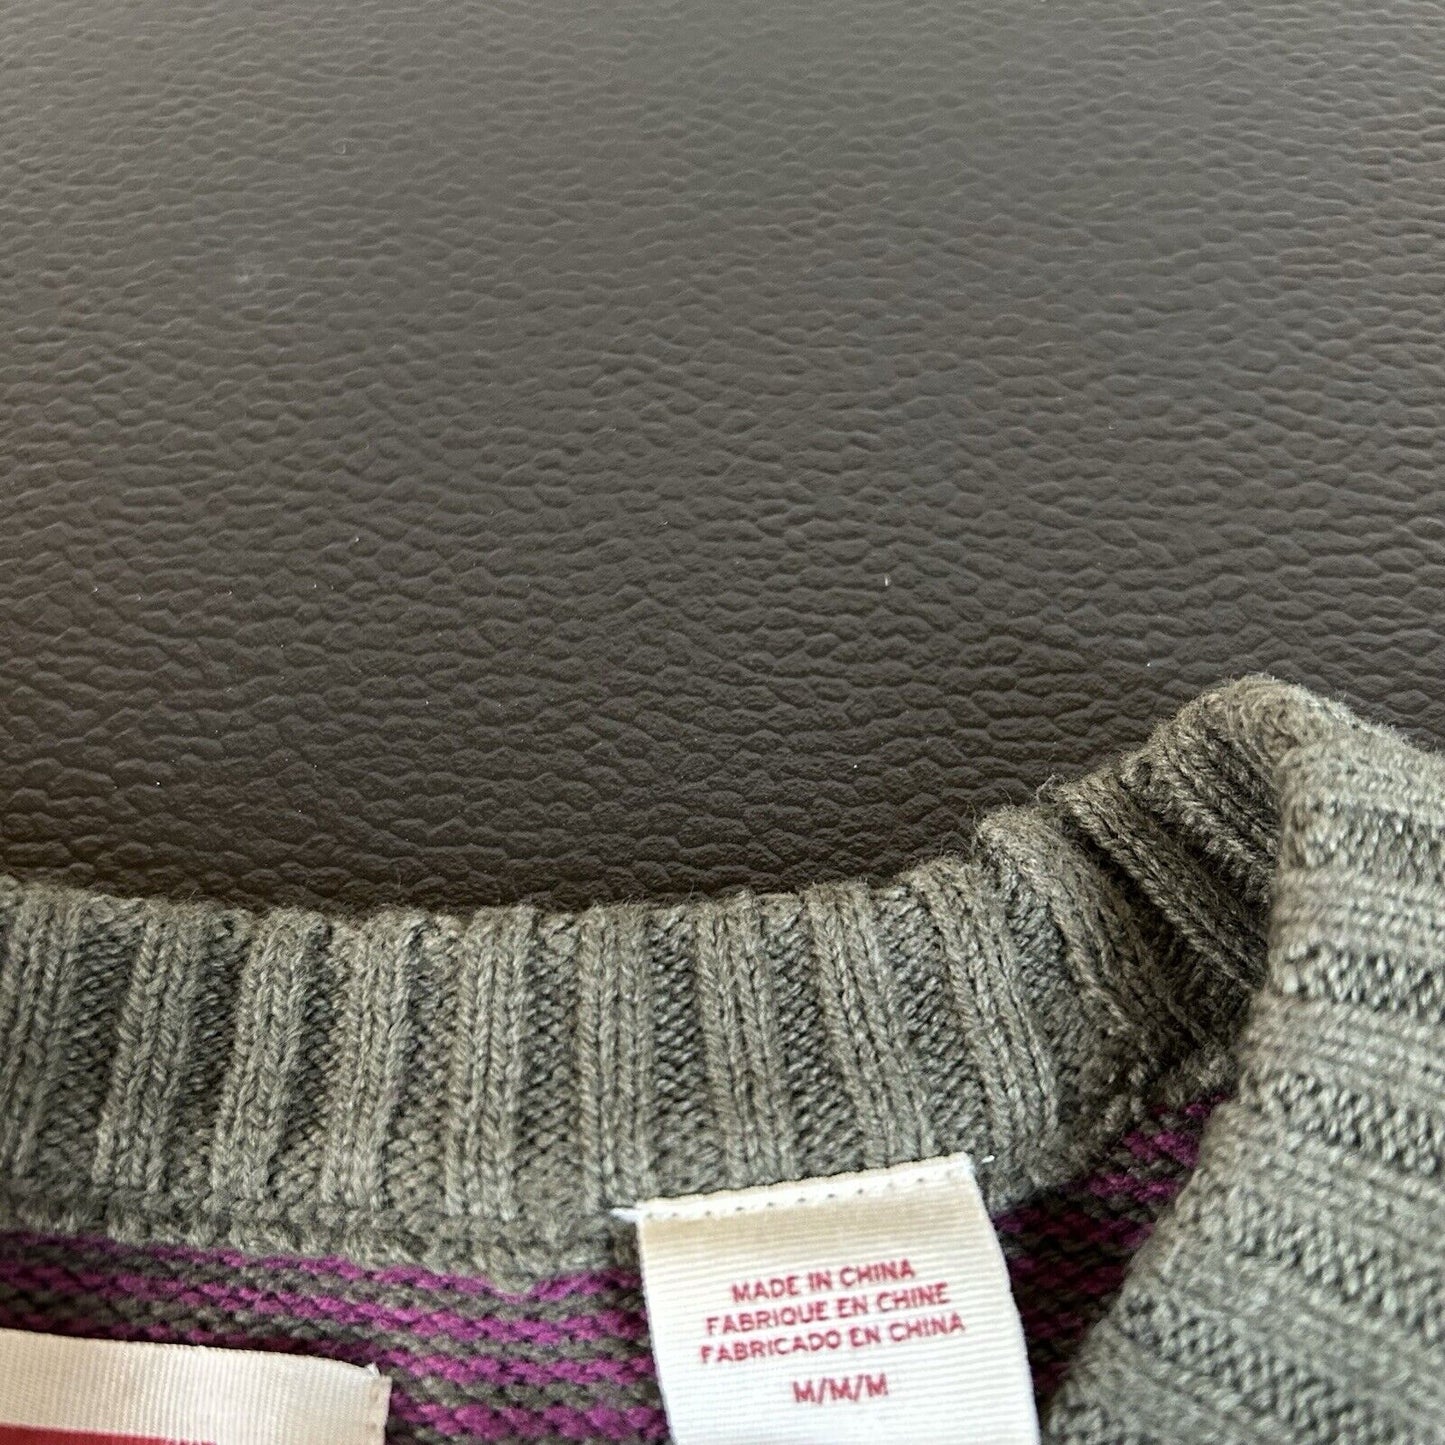 MADE IN CHINA
FABRIQUE EN CHINE
FABRICADO EN CHINA
M/M/M